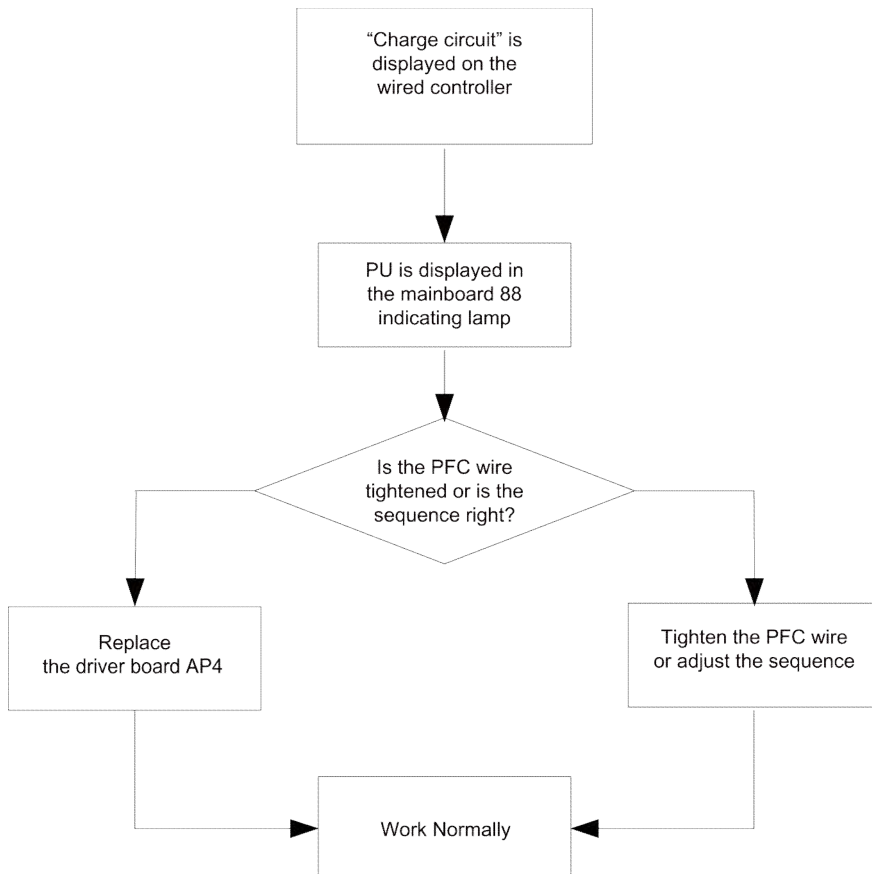 “Charge circuit” is
displayed on the
wired controller
PU is displayed in
the mainboard 88
indicating lamp
Is the PFC wire
tightened or is the
sequence right?
Replace
the driver board AP4
Tighten the PFC wire
or adjust the sequence
Work Normally